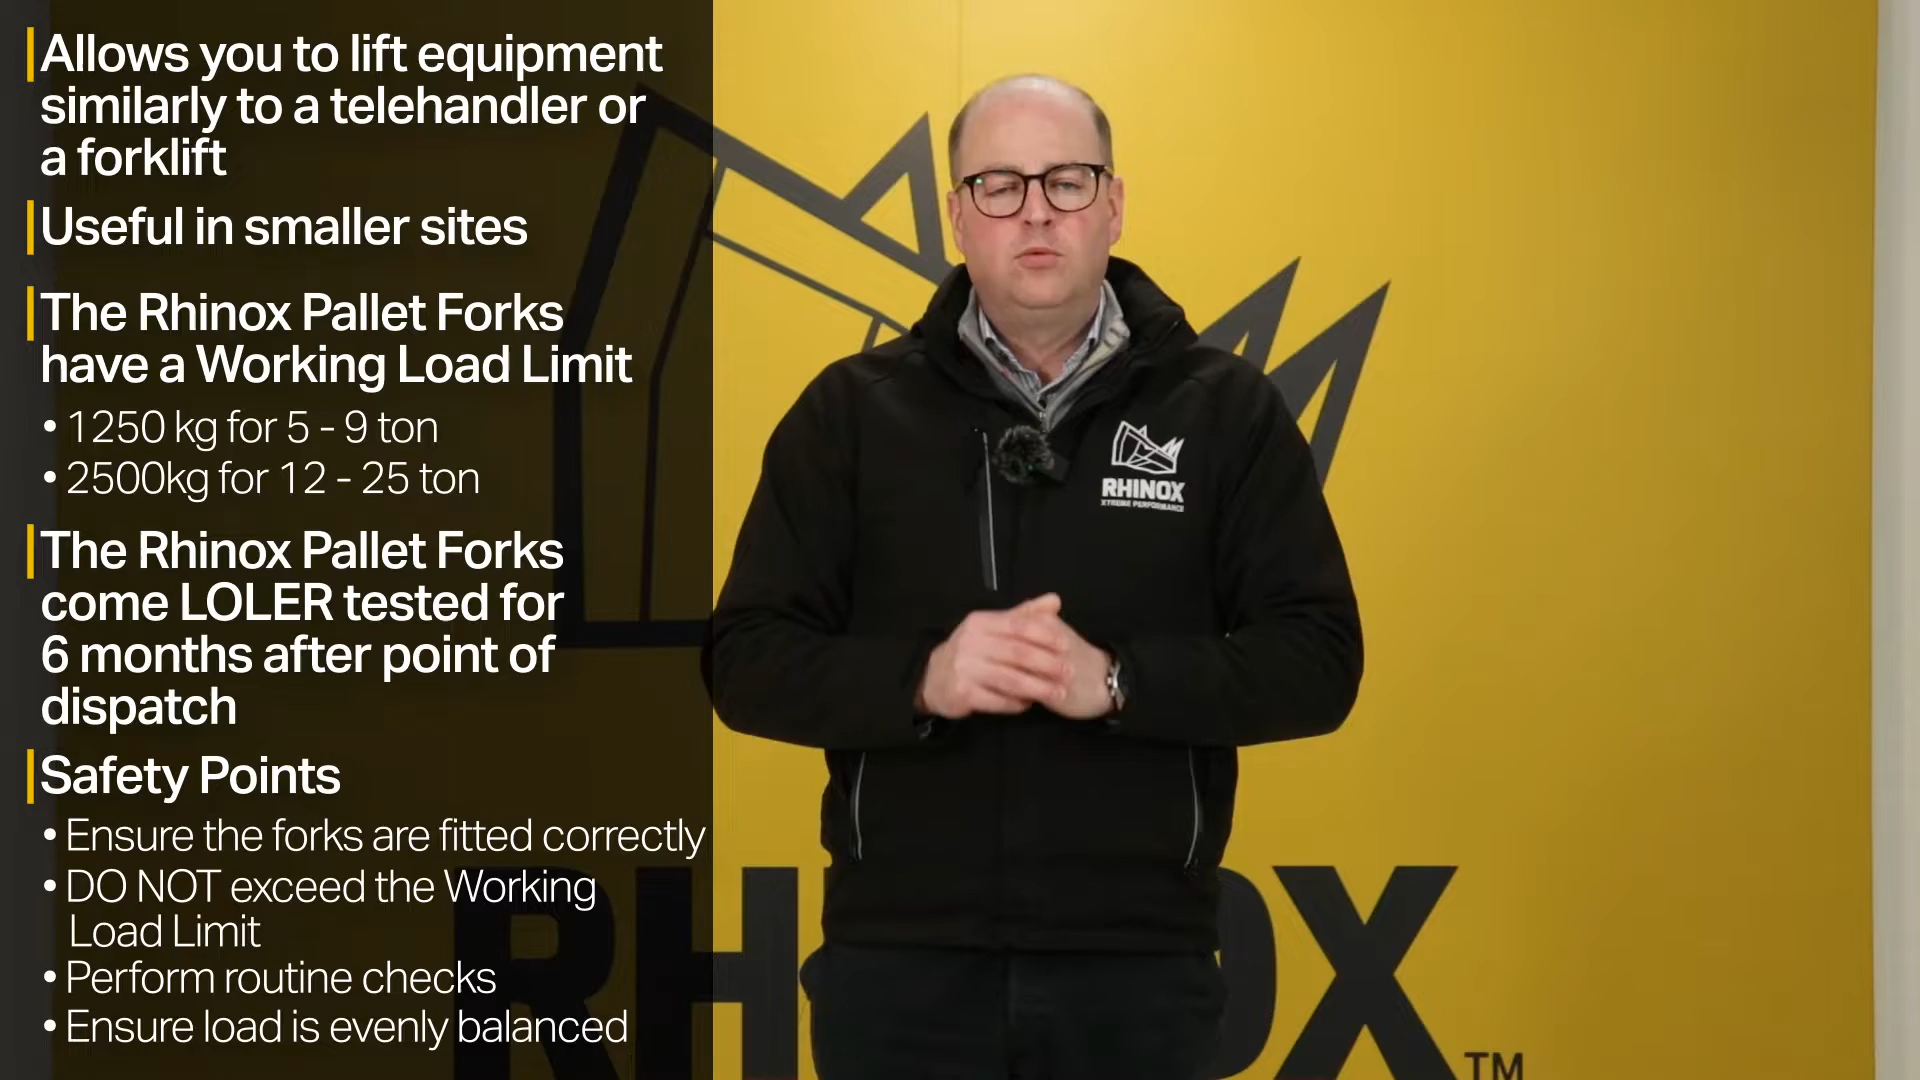 Allows you to lift equipment
similarly to a telehandler or
a forklift
Useful in smaller sites
The Rhinox Pallet Forks
have a Working Load Limit
• 1250 kg for 5 - 9 ton
• 2500kg for 12 - 25 ton
The Rhinox Pallet Forks
come LOLER tested for
6 months after point of
dispatch
Safety Points
• Ensure the forks are fitted correctly
• DO NOT exceed the Working
Load Limit
• Perform routine checks
• Ensure load is evenly balanced
RHINOX
XTREME PERFORMANCE
RHINOX
TM